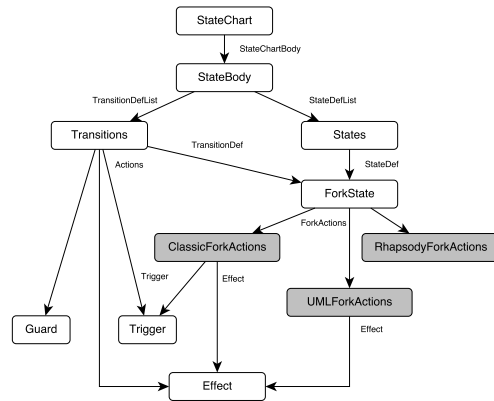 StateChart
StateChartBody
StateBody
TransitionDefList
StateDefList
Transitions
States
TransitionDef
Actions
StateDef
ForkState
ForkActions
ClassicForkActions
RhapsodyForkActions
Trigger
Effect
UMLForkActions
Guard
Trigger
Effect
Effect